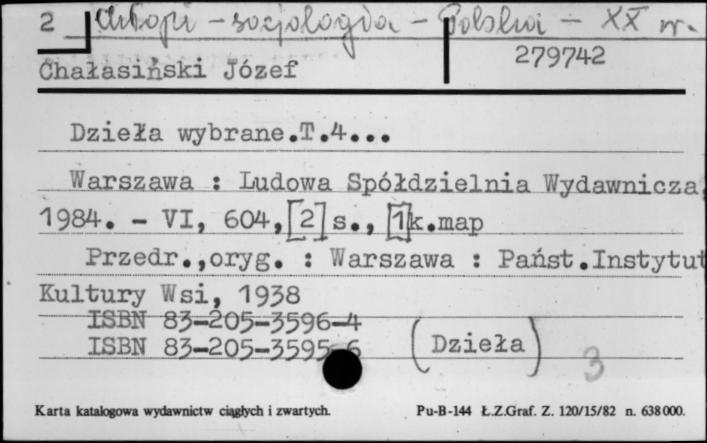 2 Chłopi - socjologia - Polska - XX w.
Chałasiński Józef 279742
Dzieła wybrane.T.4...
Warszawa : Ludowa Spółdzielnia Wydawnicza,
1984. - VI, 604,[2]s., [1]k.map
Przedr.,oryg. : Warszawa : Państ.Instytut
Kultury Wsi, 1938
ISBN 83-205-3596-4
ISBN 83-205-3595-6 (Dzieła) 3
Karta katalogowa wydawnictw ciągłych i zwartych. Pu-B-144 Ł.Z.Graf. Z. 120/15/82 n. 638000.